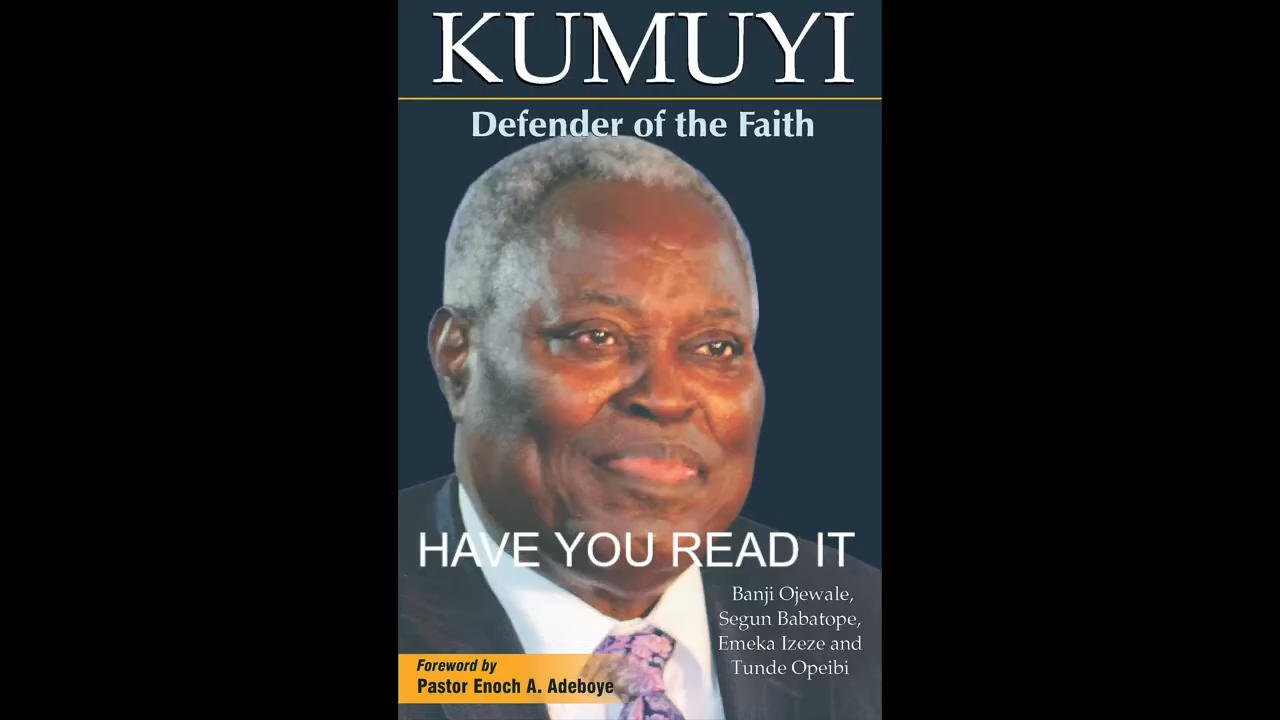 KUMUYI
Defender of the Faith
HAVE YOU READ IT
Banji Ojewale,
Segun Babatope,
Emeka Izeze and
Tunde Opeibi
Foreword by
Pastor Enoch A. Adeboye